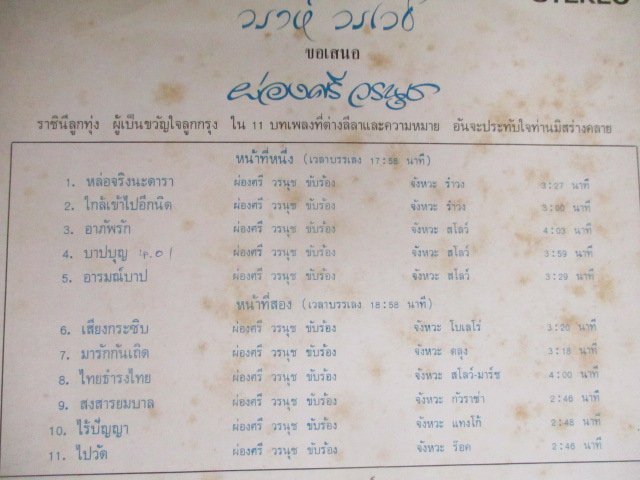 STEREO
วราห์ วรเวช
ขอเสนอ
ผ่องศรี วรนุช
ราชินีลูกทุ่ง ผู้เป็นขวัญใจลูกกรุง ใน 11 บทเพลงที่ต่างลีลาและความหมาย อันจะประทับใจท่านมิสร่างคลาย
หน้าที่หนึ่ง (เวลาบรรเลง 17:58 นาที)
1. หล่อจริงนะดารา ผ่องศรี วรนุช ขับร้อง จังหวะ รำวง 3:27 นาที
2. ใกล้เข้าไปอีกนิด ผ่องศรี วรนุช ขับร้อง จังหวะ รำวง 3:00 นาที
3. อาภัพรัก ผ่องศรี วรนุช ขับร้อง จังหวะ สโลว์ 4:03 นาที
4. บาปบุญ ผ่องศรี วรนุช ขับร้อง จังหวะ สโลว์ 3:59 นาที
5. อารมณ์บาป ผ่องศรี วรนุช ขับร้อง จังหวะ สโลว์ 3:29 นาที
หน้าที่สอง (เวลาบรรเลง 18:58 นาที)
6. เสียงกระซิบ ผ่องศรี วรนุช ขับร้อง จังหวะ โบเลโร่ 3:20 นาที
7. มารักกันเถิด ผ่องศรี วรนุช ขับร้อง จังหวะ ตลุง 3:18 นาที
8. ไทยธำรงไทย ผ่องศรี วรนุช ขับร้อง จังหวะ สโลว์-มาร์ช 4:00 นาที
9. สงสารยมบาล ผ่องศรี วรนุช ขับร้อง จังหวะ กัวราช่า 2:46 นาที
10. ไร้ปัญญา ผ่องศรี วรนุช ขับร้อง จังหวะ แทงโก้ 2:48 นาที
11. ไปวัด ผ่องศรี วรนุช ขับร้อง จังหวะ ร๊อค 2:46 นาที